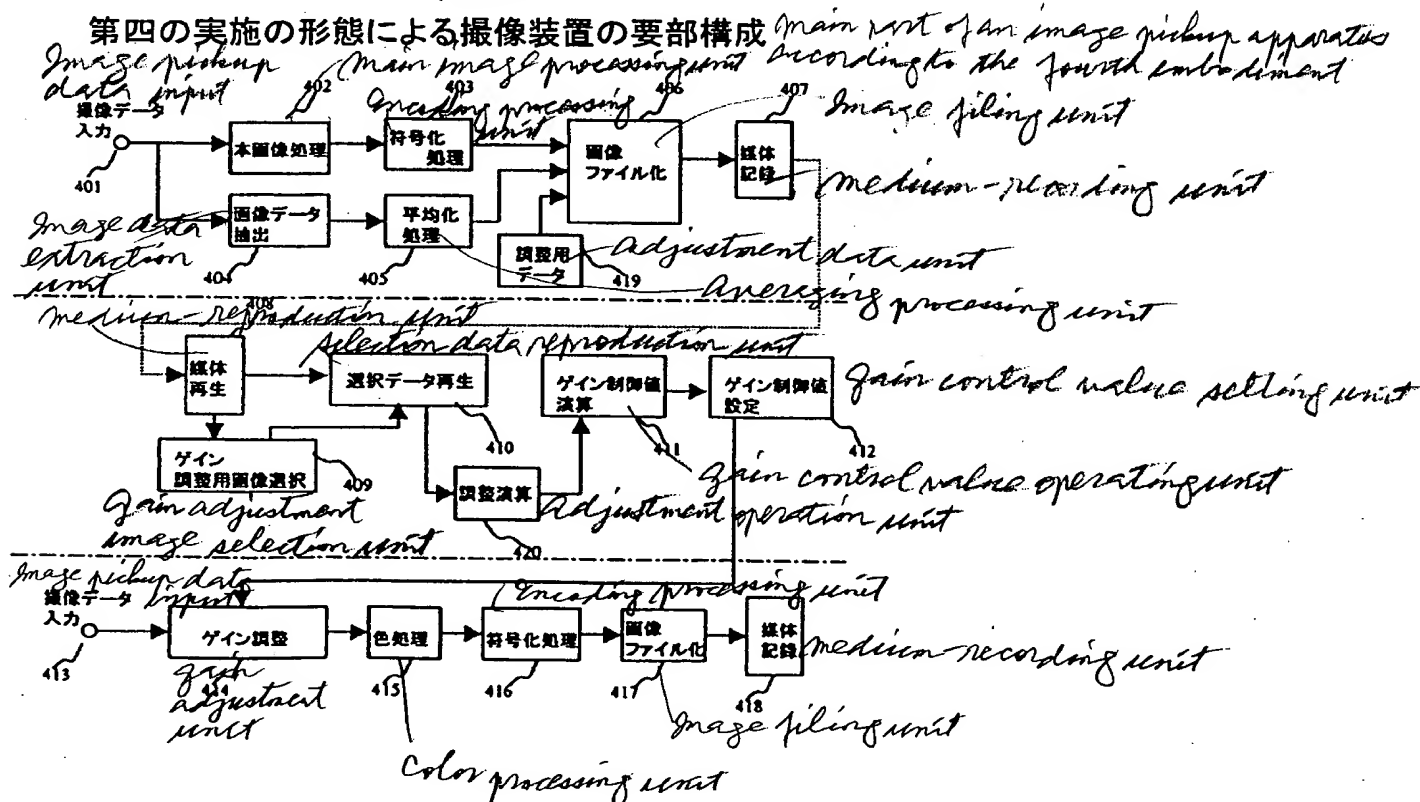 第四の実施の形態による撮像装置の要部構成
Main part of an image pickup apparatus
according to the fourth embodiment
Image pickup
data input
撮像データ
入力
401
402
Main image processing unit
本画像処理
403
Encoding processing
unit
符号化
処理
406
Image filing unit
画像
ファイル化
407
媒体
記録
medium-recording unit
Image data
extraction
unit
画像データ
抽出
404
平均化
処理
405
調整用
データ
419
Adjustment data unit
Averaging processing unit
408
medium-reproduction unit
媒体
再生
selection data reproduction unit
選択データ再生
410
ゲイン制御値
演算
411
ゲイン制御値
設定
412
Gain control value setting unit
ゲイン
調整用画像選択
409
Gain adjustment
image selection unit
調整演算
420
Adjustment operation unit
Gain control value operating unit
Image pickup data
input
撮像データ
入力
413
ゲイン調整
414
Gain
adjustment
unit
色処理
415
Color processing unit
Encoding processing unit
符号化処理
416
画像
ファイル化
417
Image filing unit
媒体
記録
418
medium-recording unit